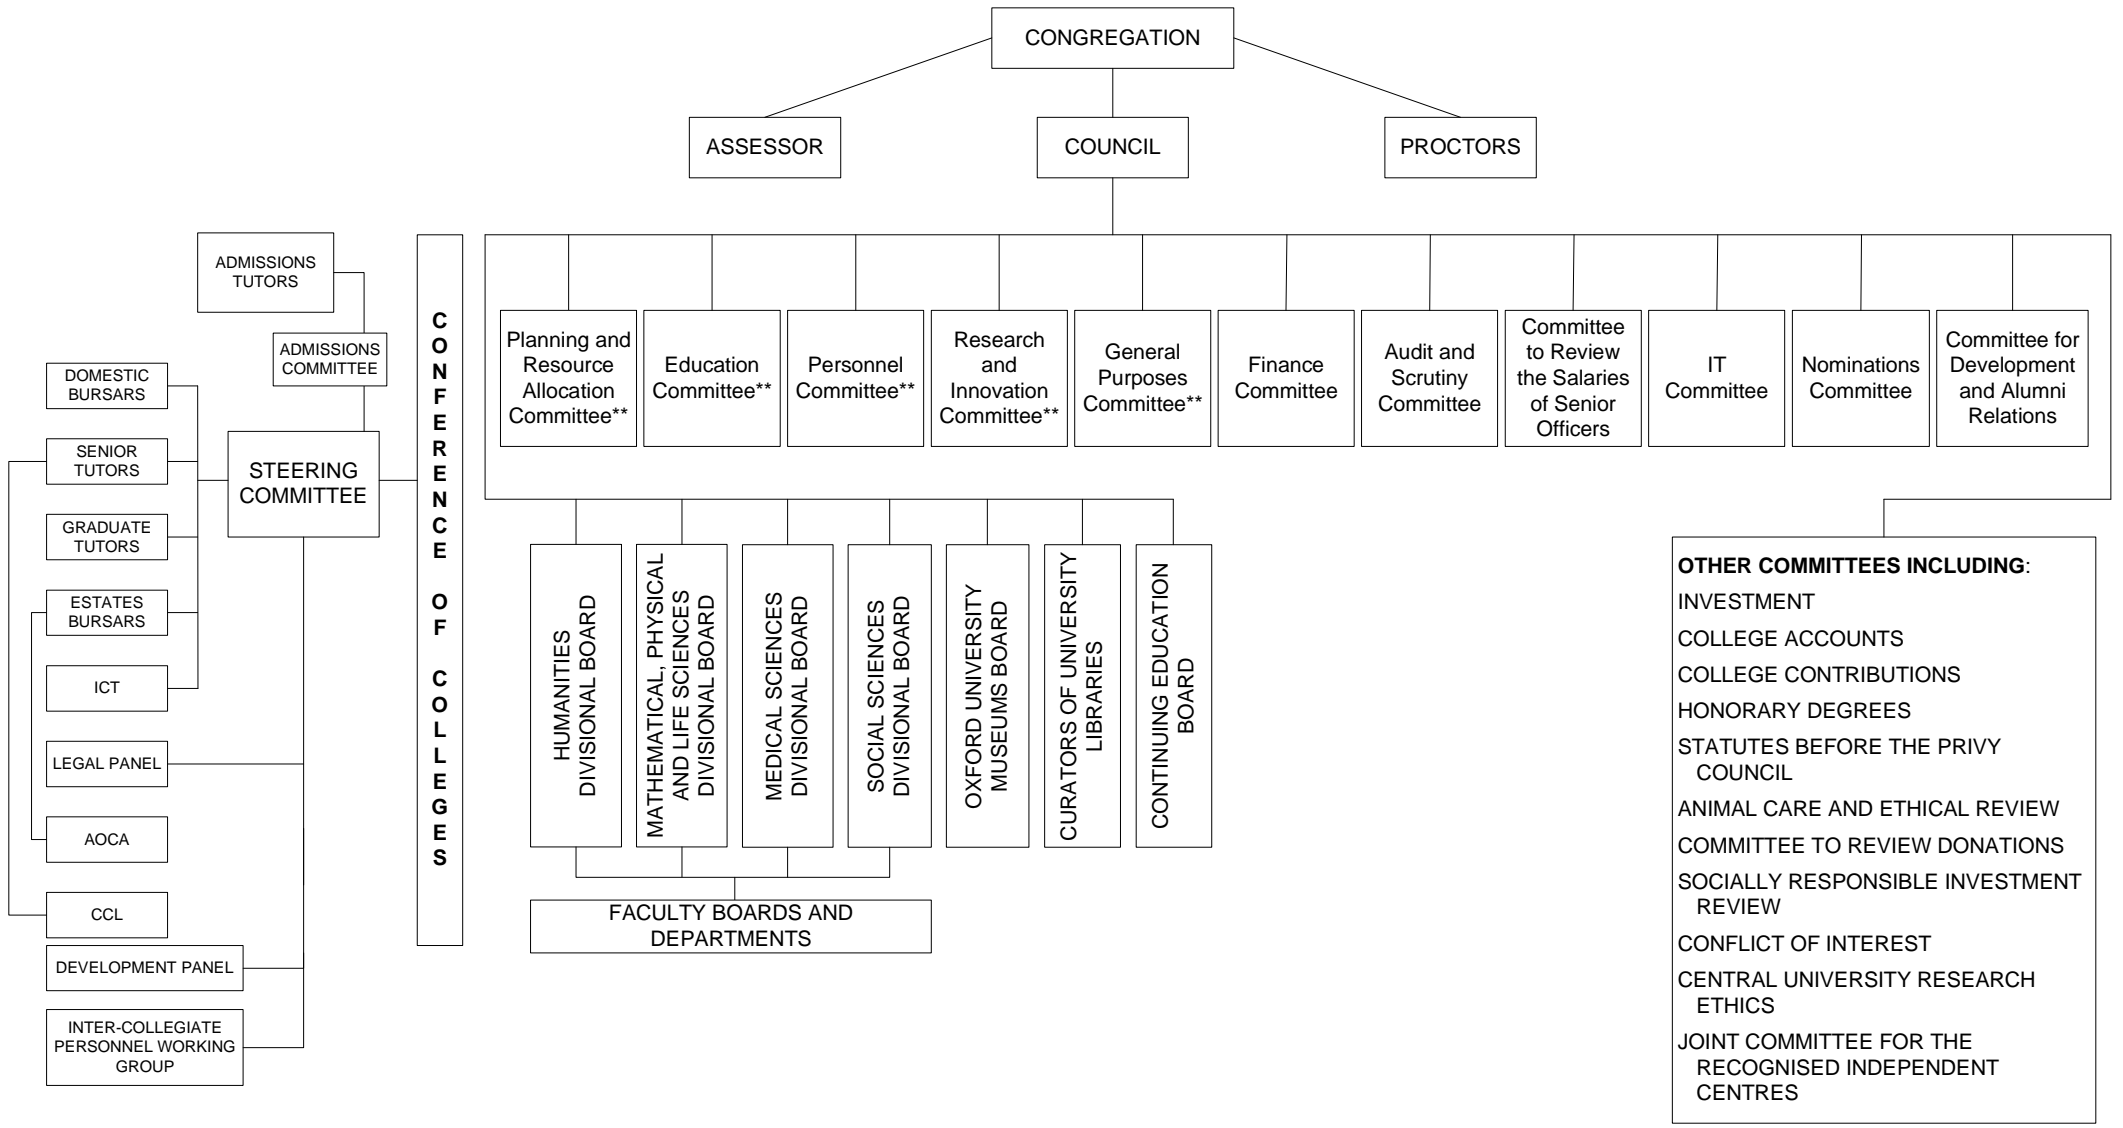 CONGREGATION
ASSESSOR
COUNCIL
PROCTORS
ADMISSIONS
TUTORS
ADMISSIONS
COMMITTEE
DOMESTIC
BURSARS
SENIOR
TUTORS
GRADUATE
TUTORS
ESTATES
BURSARS
ICT
LEGAL PANEL
AOCA
CCL
DEVELOPMENT PANEL
INTER-COLLEGIATE
PERSONNEL WORKING
GROUP
STEERING
COMMITTEE
CONFERENCE OF COLLEGES
Planning and
Resource
Allocation
Committee**
Education
Committee**
Personnel
Committee**
Research
and
Innovation
Committee**
General
Purposes
Committee**
Finance
Committee
Audit and
Scrutiny
Committee
Committee
to Review
the Salaries
of Senior
Officers
IT
Committee
Nominations
Committee
Committee for
Development
and Alumni
Relations
HUMANITIES
DIVISIONAL BOARD
MATHEMATICAL, PHYSICAL
AND LIFE SCIENCES
DIVISIONAL BOARD
MEDICAL SCIENCES
DIVISIONAL BOARD
SOCIAL SCIENCES
DIVISIONAL BOARD
OXFORD UNIVERSITY
MUSEUMS BOARD
CURATORS OF UNIVERSITY
LIBRARIES
CONTINUING EDUCATION
BOARD
FACULTY BOARDS AND
DEPARTMENTS
OTHER COMMITTEES INCLUDING:
INVESTMENT
COLLEGE ACCOUNTS
COLLEGE CONTRIBUTIONS
HONORARY DEGREES
STATUTES BEFORE THE PRIVY
COUNCIL
ANIMAL CARE AND ETHICAL REVIEW
COMMITTEE TO REVIEW DONATIONS
SOCIALLY RESPONSIBLE INVESTMENT
REVIEW
CONFLICT OF INTEREST
CENTRAL UNIVERSITY RESEARCH
ETHICS
JOINT COMMITTEE FOR THE
RECOGNISED INDEPENDENT
CENTRES